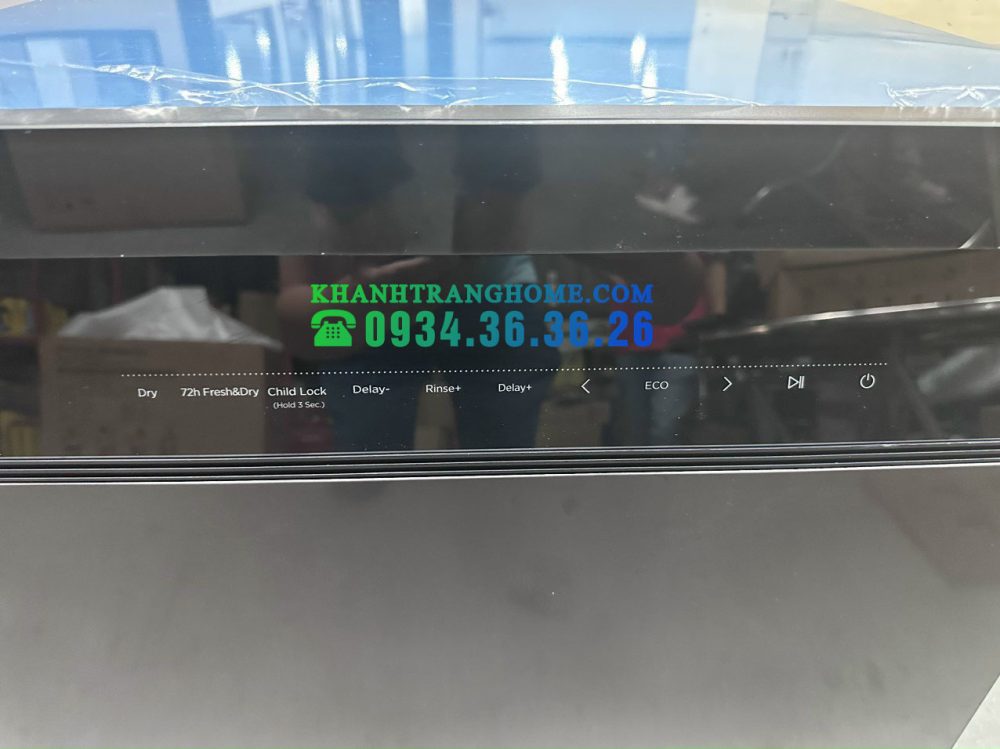 KHANHTRANGHOME.COM
☎0934.36.36.26
Dry 72h Fresh&Dry Child Lock Delay- Rinse+ Delay+ < ECO >
(Hold 3 Sec.)